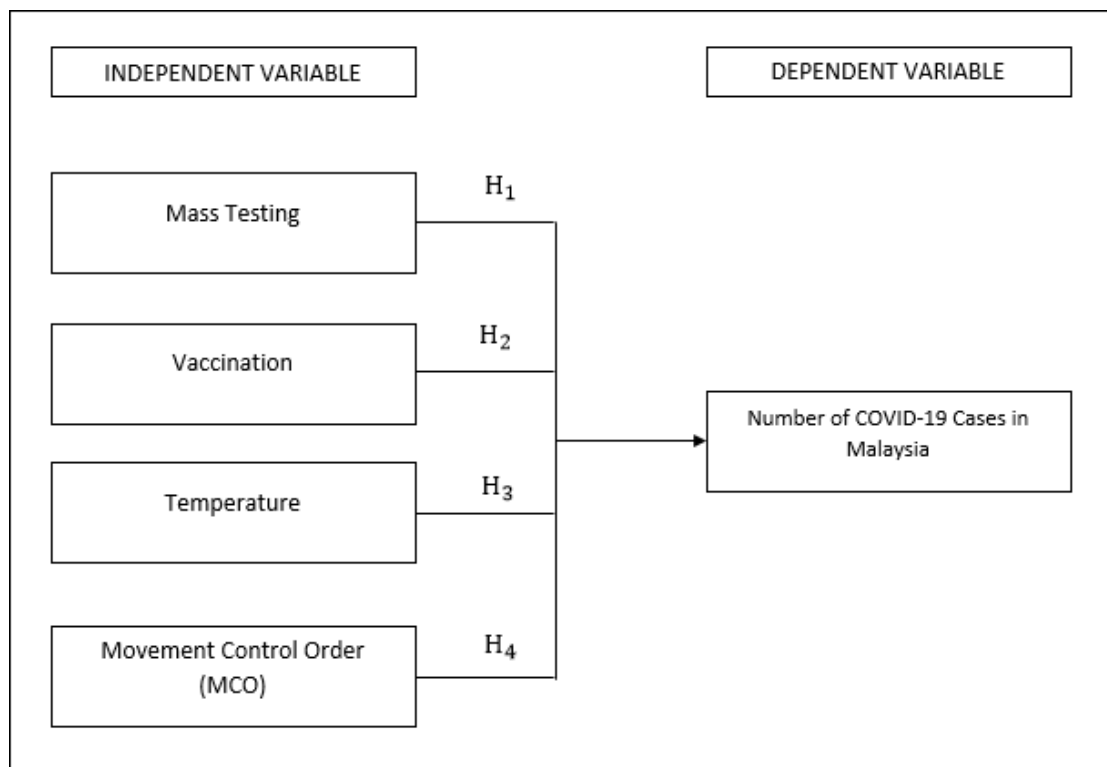 INDEPENDENT VARIABLE
DEPENDENT VARIABLE
Mass Testing
H₁
Vaccination
H₂
Temperature
H₃
Movement Control Order
(MCO)
H₄
Number of COVID-19 Cases in
Malaysia